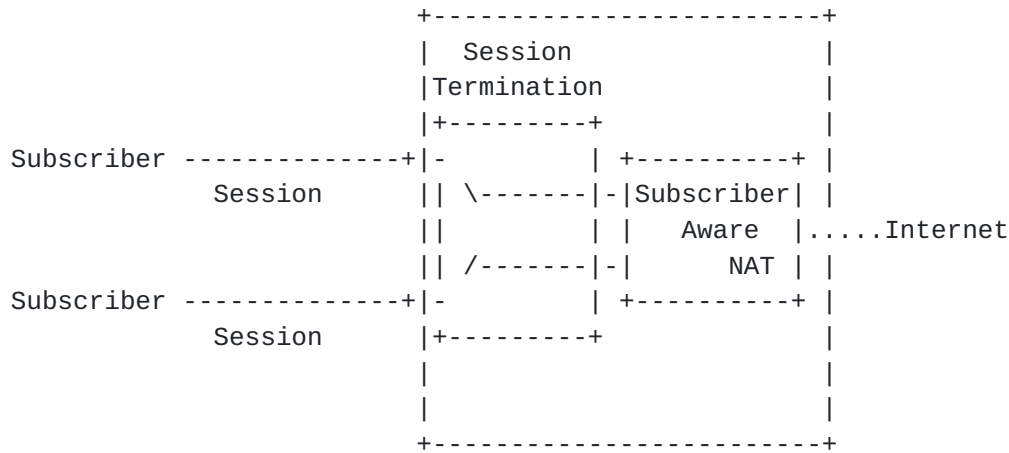 Session
Termination
Subscriber
Session
Subscriber
Aware
.....Internet
NAT
Subscriber
Session